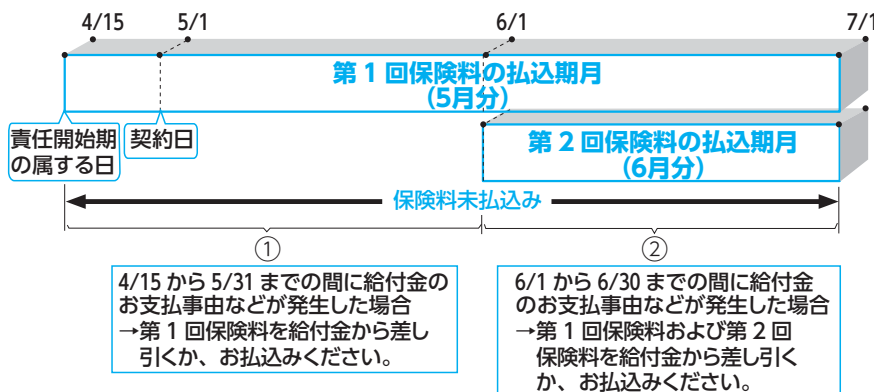 4/15
5/1
6/1
7/1
第1回保険料の払込期月
(5月分)
責任開始期
の属する日
契約日
第2回保険料の払込期月
(6月分)
保険料未払込み
①
②
4/15 から 5/31 までの間に給付金の
お支払事由などが発生した場合
→第1回保険料を給付金から差し
引くか、お払込みください。
6/1 から 6/30 までの間に給付金
のお支払事由などが発生した場合
→第1回保険料および第2回
保険料を給付金から差し引く
か、お払込みください。